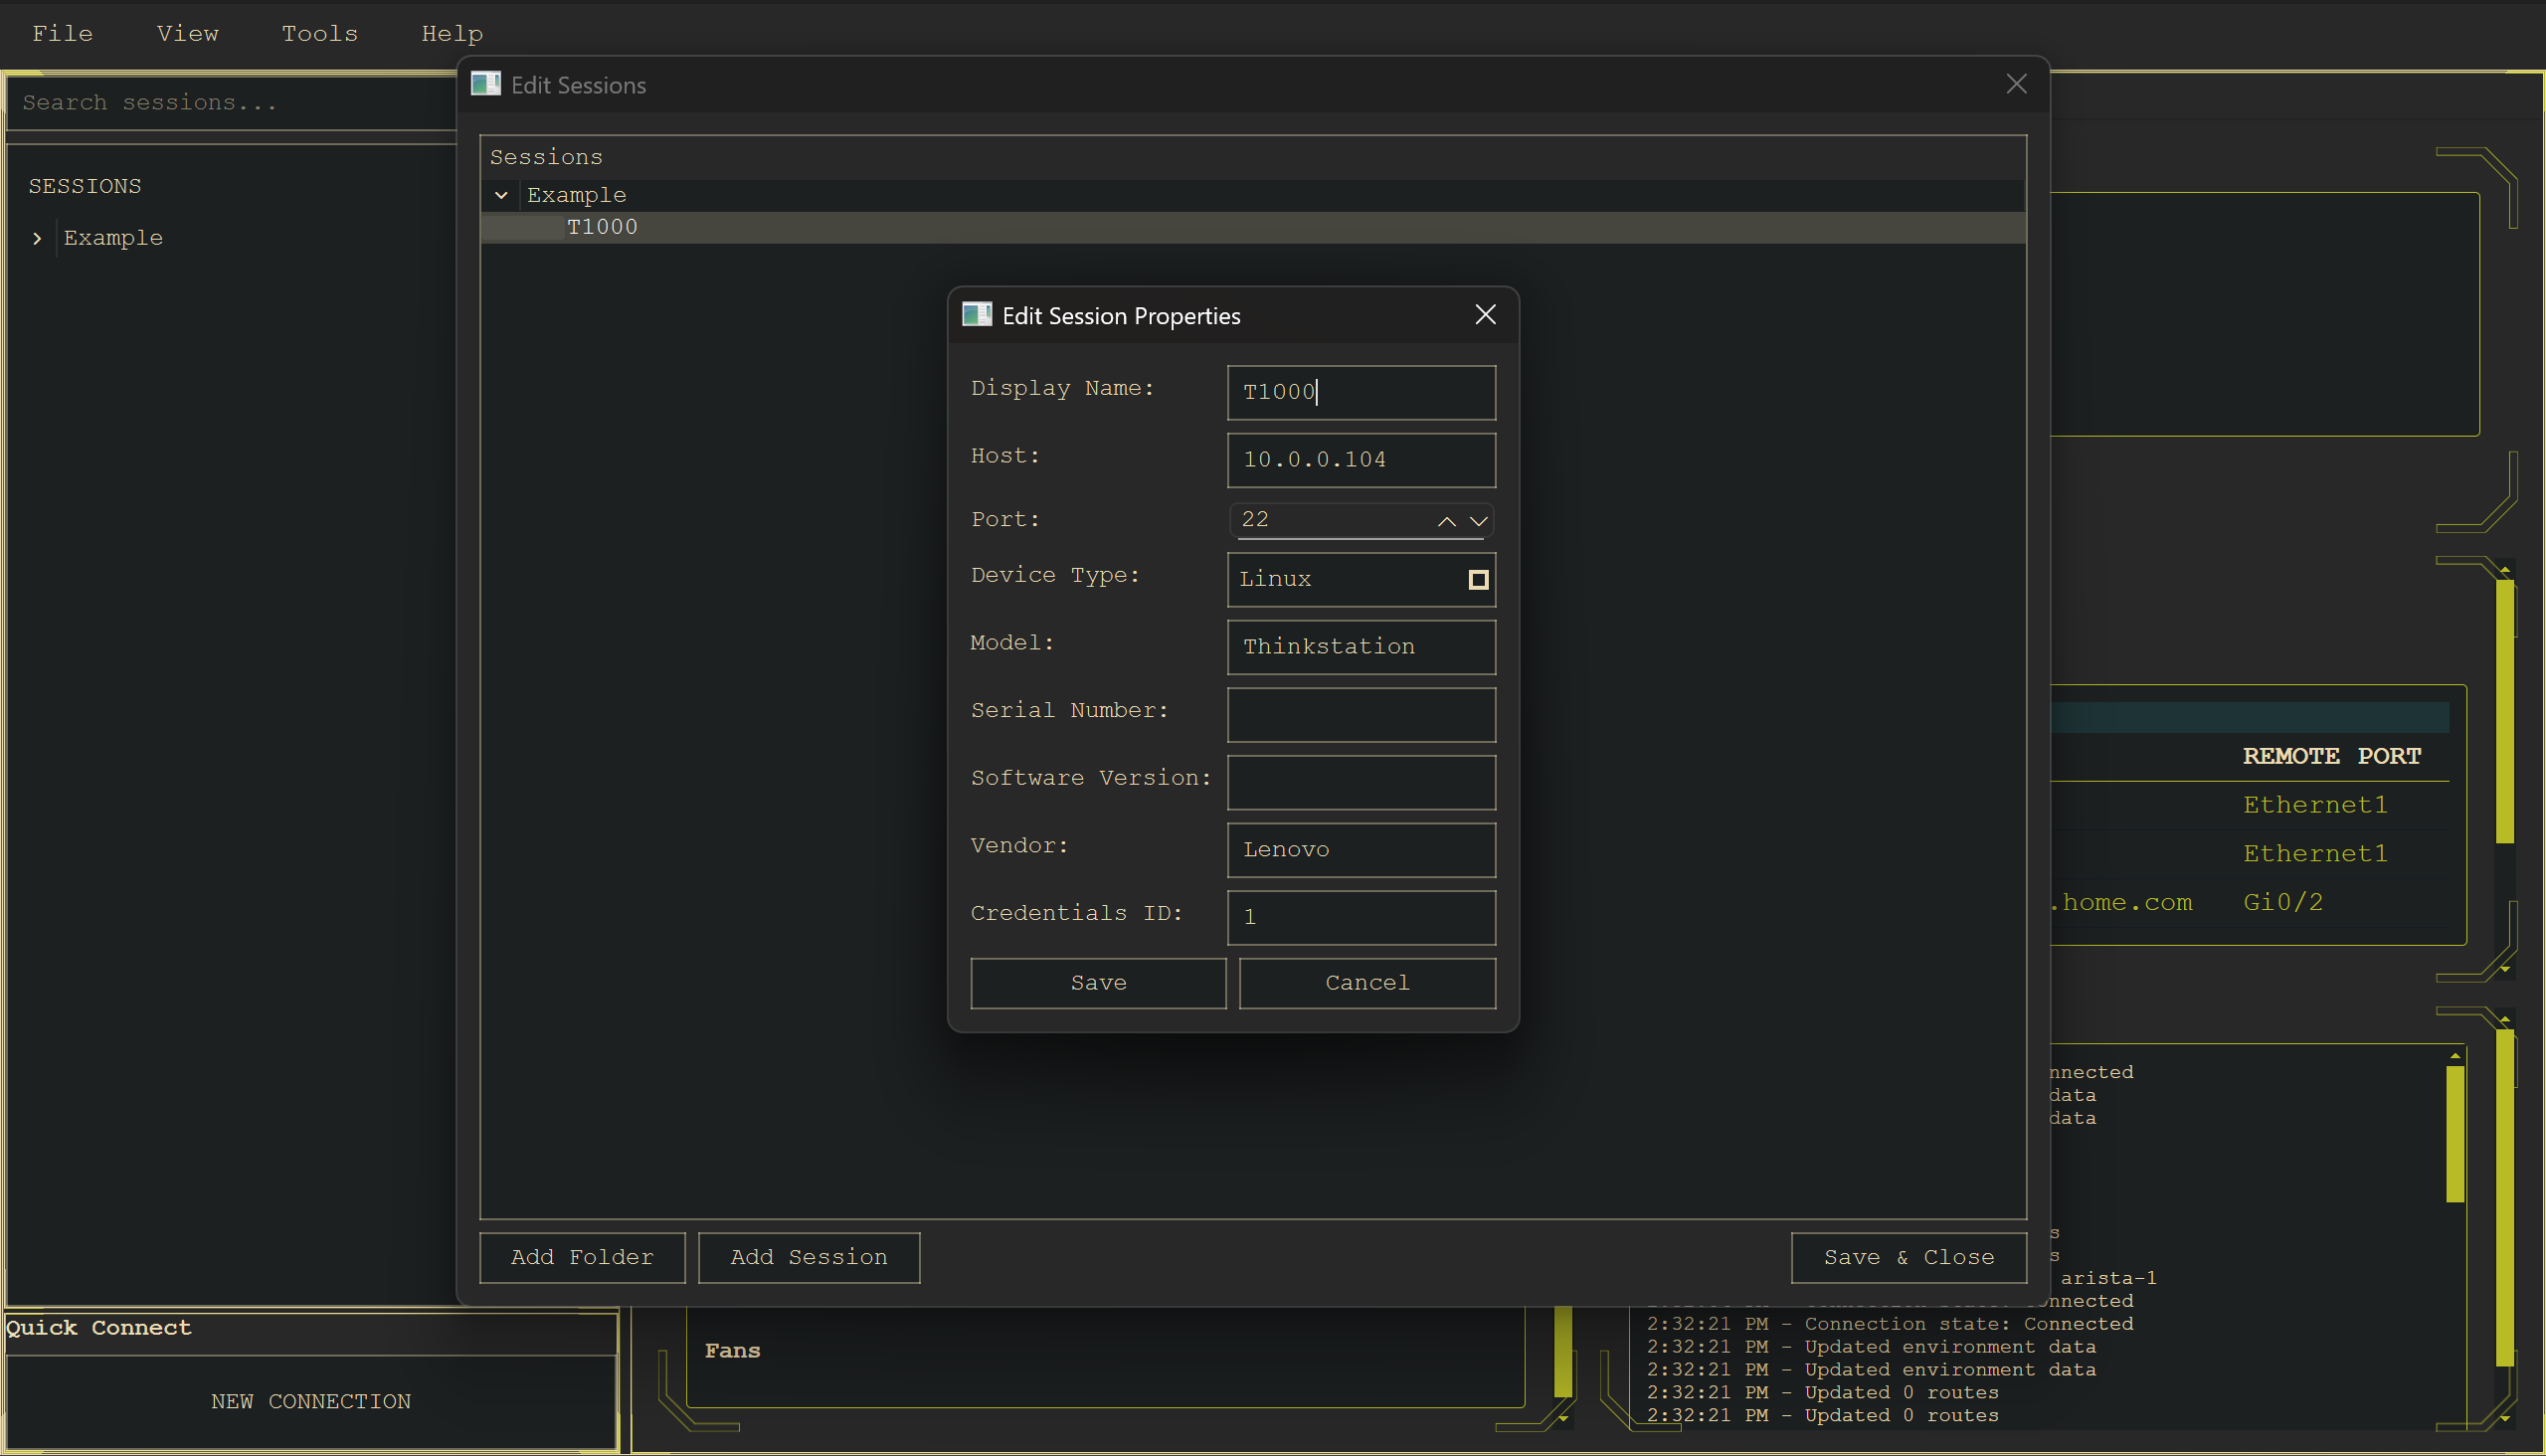 File View Tools Help
Search sessions...
SESSIONS
Example
Edit Sessions
Sessions
Example
T1000
Edit Session Properties
Display Name: T1000
Host: 10.0.0.104
Port: 22
Device Type: Linux
Model: Thinkstation
Serial Number:
Software Version:
Vendor: Lenovo
Credentials ID: 1
Save Cancel
Add Folder Add Session Save & Close
REMOTE PORT
Ethernet1
Ethernet1
.home.com Gi0/2
nnected
data
data
s
s
arista-1
onnected
2:32:21 PM - Connection state: Connected
2:32:21 PM - Updated environment data
2:32:21 PM - Updated environment data
2:32:21 PM - Updated 0 routes
2:32:21 PM - Updated 0 routes
Fans
Quick Connect
NEW CONNECTION